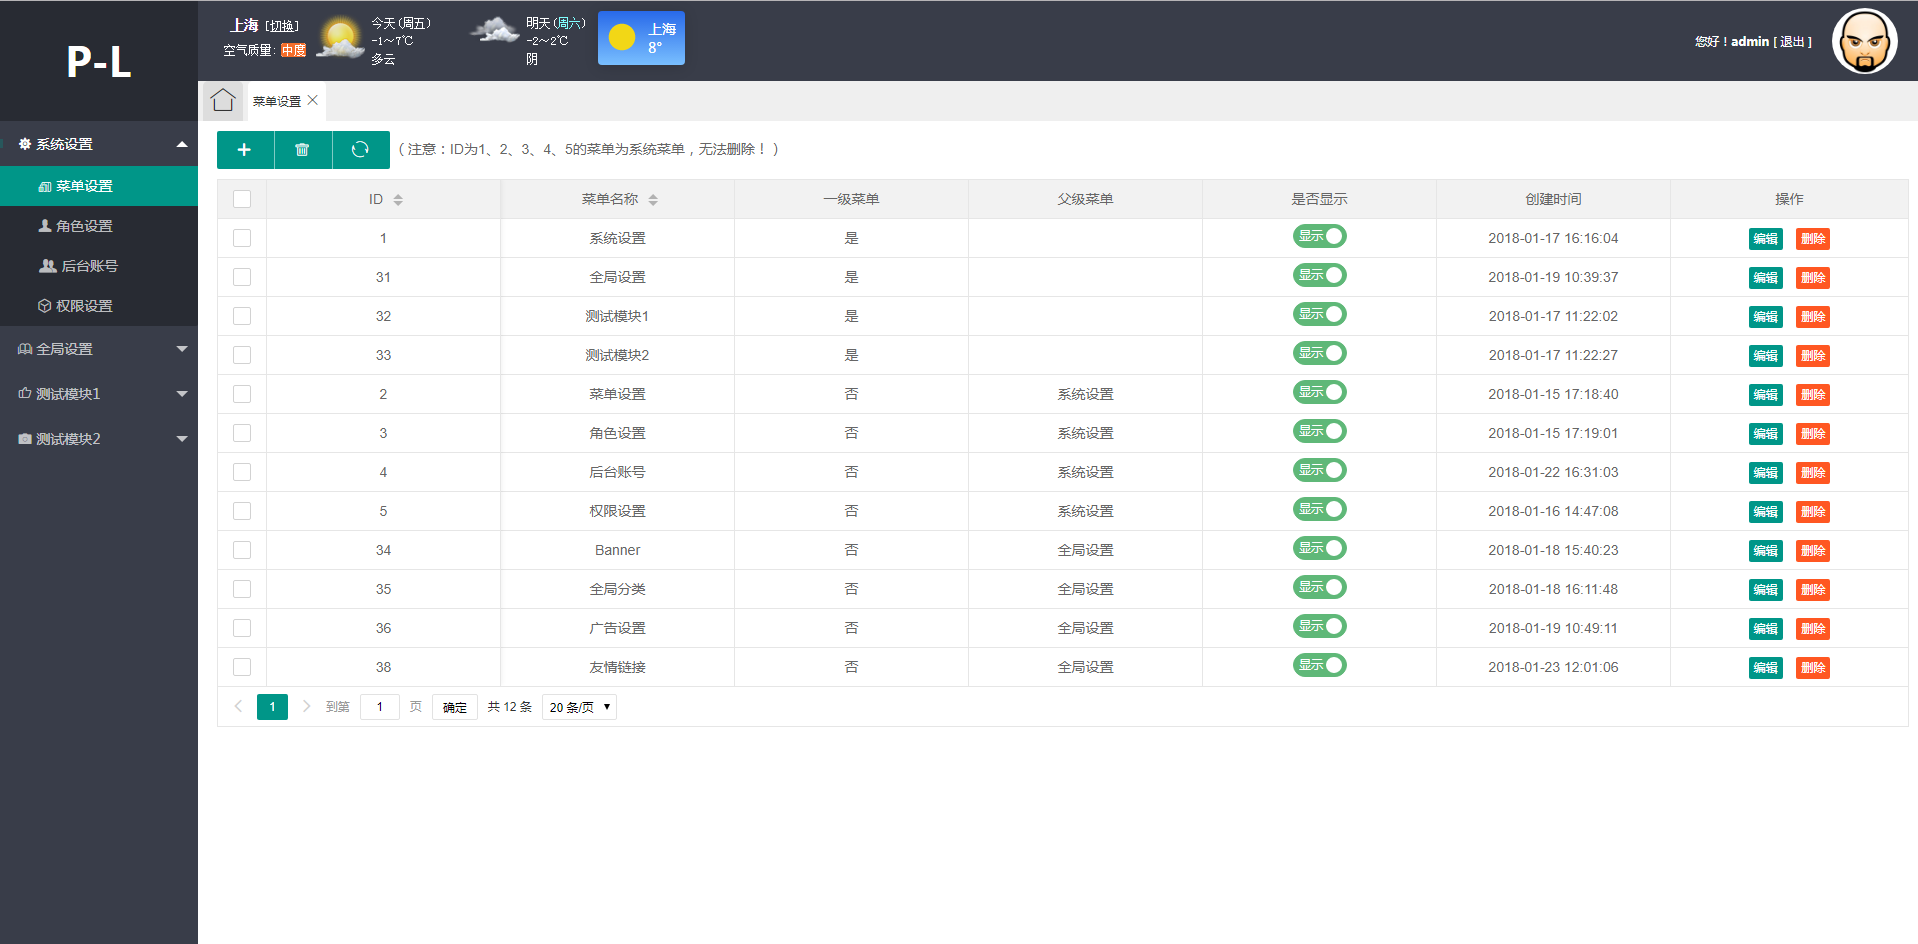 P-L
上海 [切换]
空气质量: 中度
今天(周五)
-1~7℃
多云
明天(周六)
-2~2℃
阴
上海
8°
您好！admin [ 退出 ]
系统设置
菜单设置
角色设置
后台账号
权限设置
全局设置
测试模块1
测试模块2
菜单设置
（注意：ID为1、2、3、4、5的菜单为系统菜单，无法删除！）
ID 菜单名称 一级菜单 父级菜单 是否显示 创建时间 操作
1 系统设置 是 显示 2018-01-17 16:16:04 编辑 删除
31 全局设置 是 显示 2018-01-19 10:39:37 编辑 删除
32 测试模块1 是 显示 2018-01-17 11:22:02 编辑 删除
33 测试模块2 是 显示 2018-01-17 11:22:27 编辑 删除
2 菜单设置 否 系统设置 显示 2018-01-15 17:18:40 编辑 删除
3 角色设置 否 系统设置 显示 2018-01-15 17:19:01 编辑 删除
4 后台账号 否 系统设置 显示 2018-01-22 16:31:03 编辑 删除
5 权限设置 否 系统设置 显示 2018-01-16 14:47:08 编辑 删除
34 Banner 否 全局设置 显示 2018-01-18 15:40:23 编辑 删除
35 全局分类 否 全局设置 显示 2018-01-18 16:11:48 编辑 删除
36 广告设置 否 全局设置 显示 2018-01-19 10:49:11 编辑 删除
38 友情链接 否 全局设置 显示 2018-01-23 12:01:06 编辑 删除
1 到第 1 页 确定 共 12 条 20 条/页